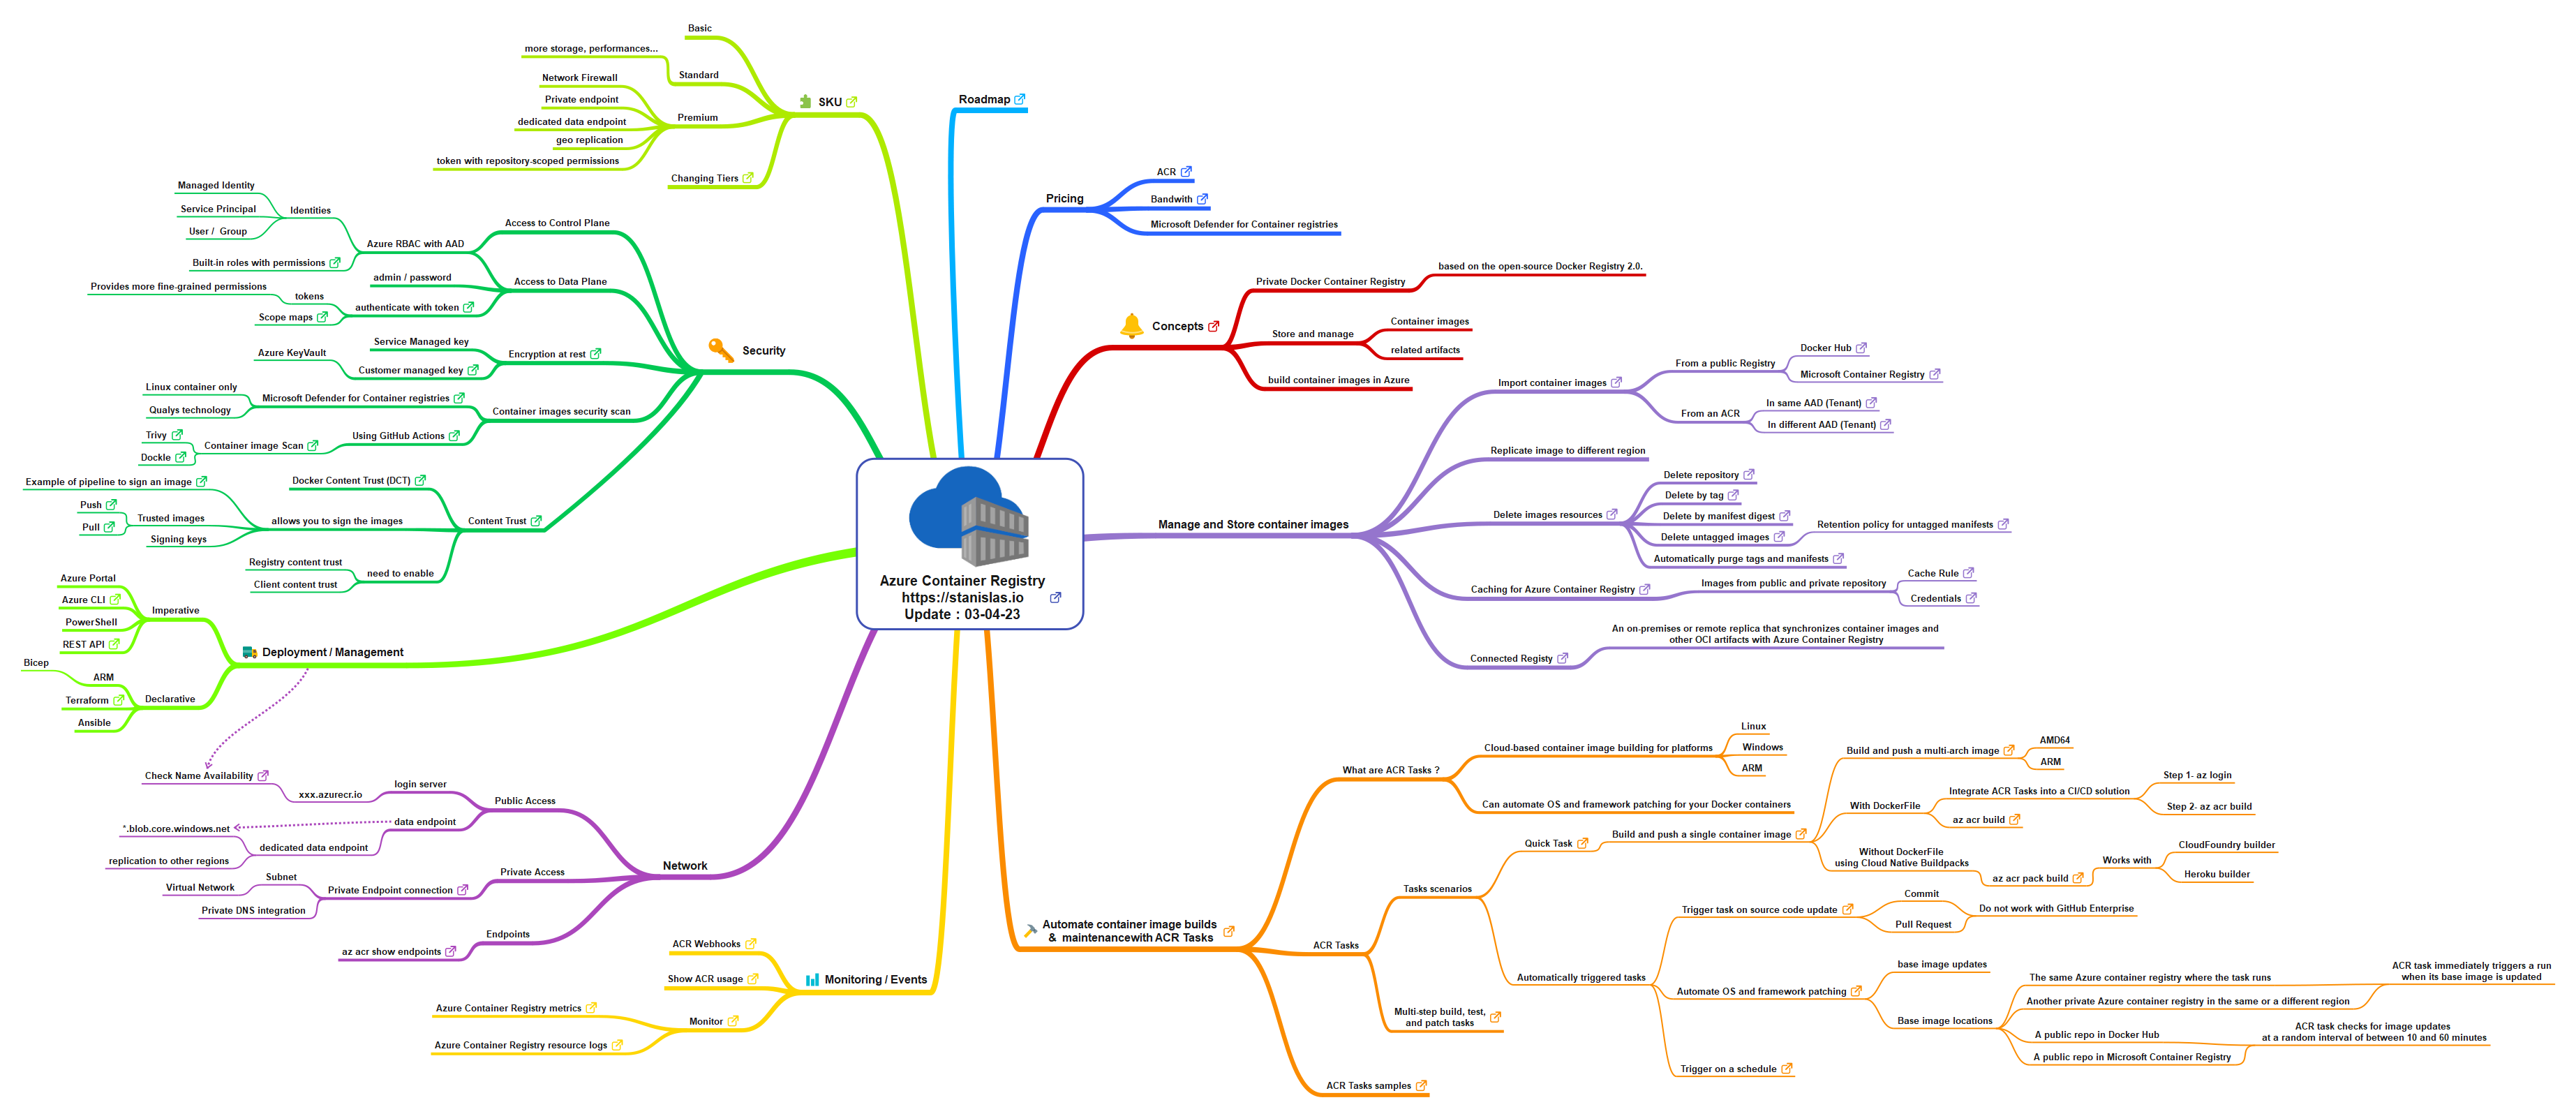 Azure Container Registry
https://stanislas.io
Update : 03-04-23
Roadmap
Pricing
ACR
Bandwith
Microsoft Defender for Container registries
Concepts
Private Docker Container Registry
based on the open-source Docker Registry 2.0.
Store and manage
Container images
related artifacts
build container images in Azure
Manage and Store container images
Import container images
From a public Registry
Docker Hub
Microsoft Container Registry
From an ACR
In same AAD (Tenant)
In different AAD (Tenant)
Replicate image to different region
Delete images resources
Delete repository
Delete by tag
Delete by manifest digest
Delete untagged images
Retention policy for untagged manifests
Automatically purge tags and manifests
Caching for Azure Container Registry
Images from public and private repository
Cache Rule
Credentials
Connected Registy
An on-premises or remote replica that synchronizes container images and
other OCI artifacts with Azure Container Registry
Automate container image builds
& maintenancewith ACR Tasks
What are ACR Tasks ?
Cloud-based container image building for platforms
Linux
Windows
ARM
Can automate OS and framework patching for your Docker containers
ACR Tasks
Tasks scenarios
Quick Task
Build and push a single container image
Build and push a multi-arch image
AMD64
ARM
With DockerFile
Integrate ACR Tasks into a CI/CD solution
Step 1- az login
Step 2- az acr build
az acr build
Without DockerFile
using Cloud Native Buildpacks
az acr pack build
Works with
CloudFoundry builder
Heroku builder
Automatically triggered tasks
Trigger task on source code update
Commit
Pull Request
Do not work with GitHub Enterprise
Automate OS and framework patching
base image updates
Base image locations
The same Azure container registry where the task runs
Another private Azure container registry in the same or a different region
ACR task immediately triggers a run
when its base image is updated
A public repo in Docker Hub
A public repo in Microsoft Container Registry
ACR task checks for image updates
at a random interval of between 10 and 60 minutes
Trigger on a schedule
Multi-step build, test,
and patch tasks
ACR Tasks samples
SKU
Basic
Standard
more storage, performances...
Premium
Network Firewall
Private endpoint
dedicated data endpoint
geo replication
token with repository-scoped permissions
Changing Tiers
Security
Access to Control Plane
Azure RBAC with AAD
Identities
Managed Identity
Service Principal
User / Group
Built-in roles with permissions
Access to Data Plane
admin / password
authenticate with token
tokens
Provides more fine-grained permissions
Scope maps
Encryption at rest
Service Managed key
Customer managed key
Azure KeyVault
Container images security scan
Microsoft Defender for Container registries
Linux container only
Qualys technology
Using GitHub Actions
Container image Scan
Trivy
Dockle
Content Trust
Docker Content Trust (DCT)
allows you to sign the images
Example of pipeline to sign an image
Trusted images
Push
Pull
Signing keys
need to enable
Registry content trust
Client content trust
Deployment / Management
Imperative
Azure Portal
Azure CLI
PowerShell
REST API
Declarative
ARM
Bicep
Terraform
Ansible
Network
Public Access
login server
xxx.azurecr.io
Check Name Availability
data endpoint
*.blob.core.windows.net
dedicated data endpoint
replication to other regions
Private Access
Private Endpoint connection
Subnet
Virtual Network
Private DNS integration
Endpoints
az acr show endpoints
Monitoring / Events
ACR Webhooks
Show ACR usage
Monitor
Azure Container Registry metrics
Azure Container Registry resource logs